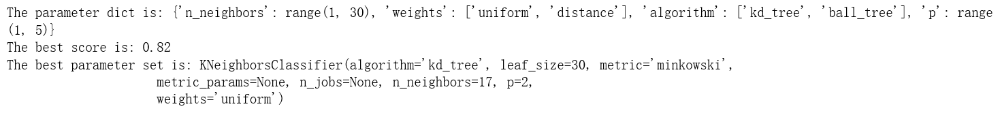 The parameter dict is: {'n_neighbors': range(1, 30), 'weights': ['uniform', 'distance'], 'algorithm': ['kd_tree', 'ball_tree'], 'p': range
(1, 5)}
The best score is: 0.82
The best parameter set is: KNeighborsClassifier(algorithm='kd_tree', leaf_size=30, metric='minkowski',
metric_params=None, n_jobs=None, n_neighbors=17, p=2,
weights='uniform')